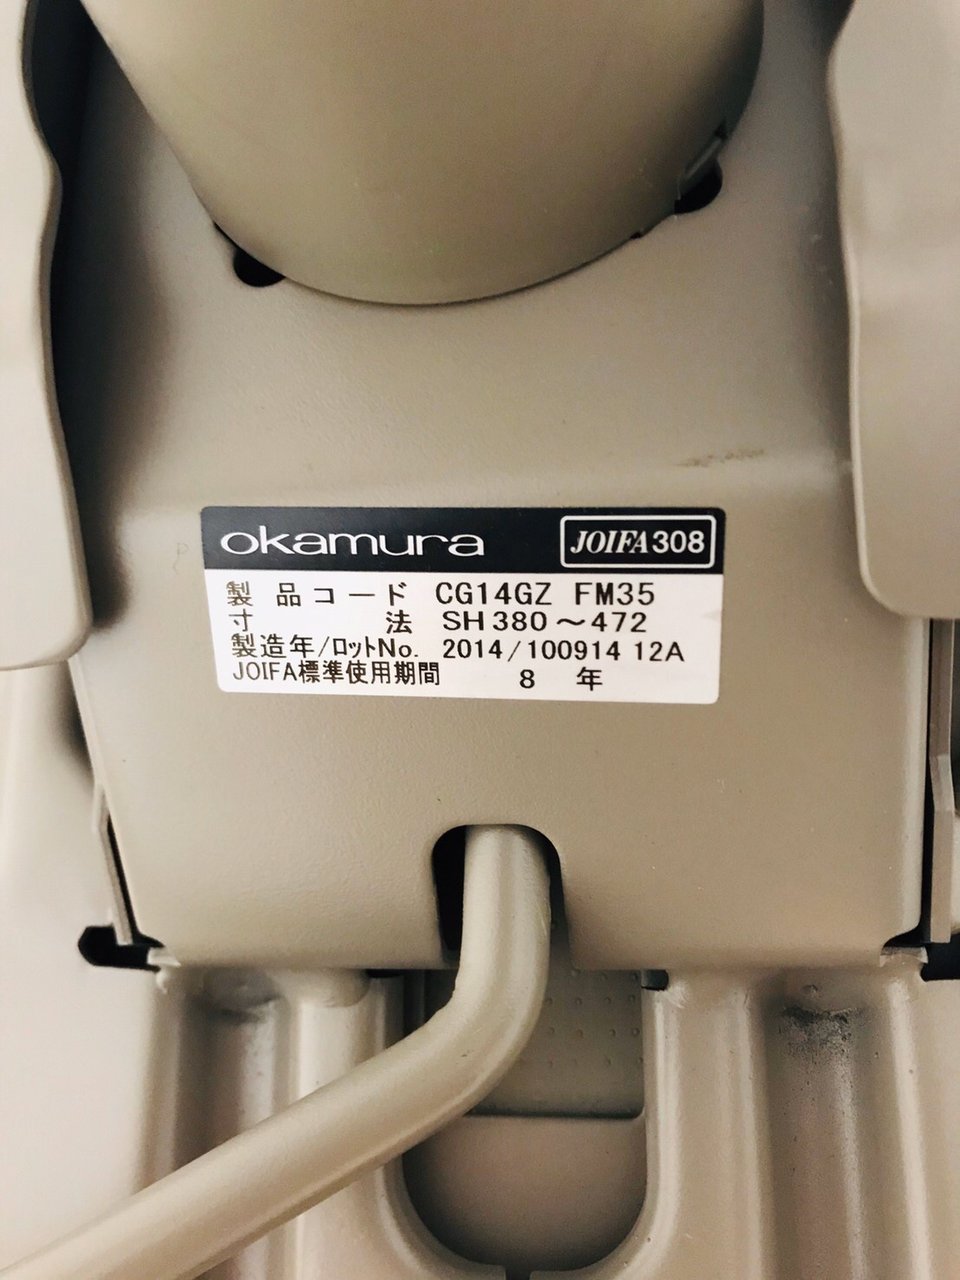 okamura JOIFA308
製品コード CG14GZ FM35
寸法 SH380～472
製造年/ロットNo. 2014/100914 12A
JOIFA標準使用期間 8 年